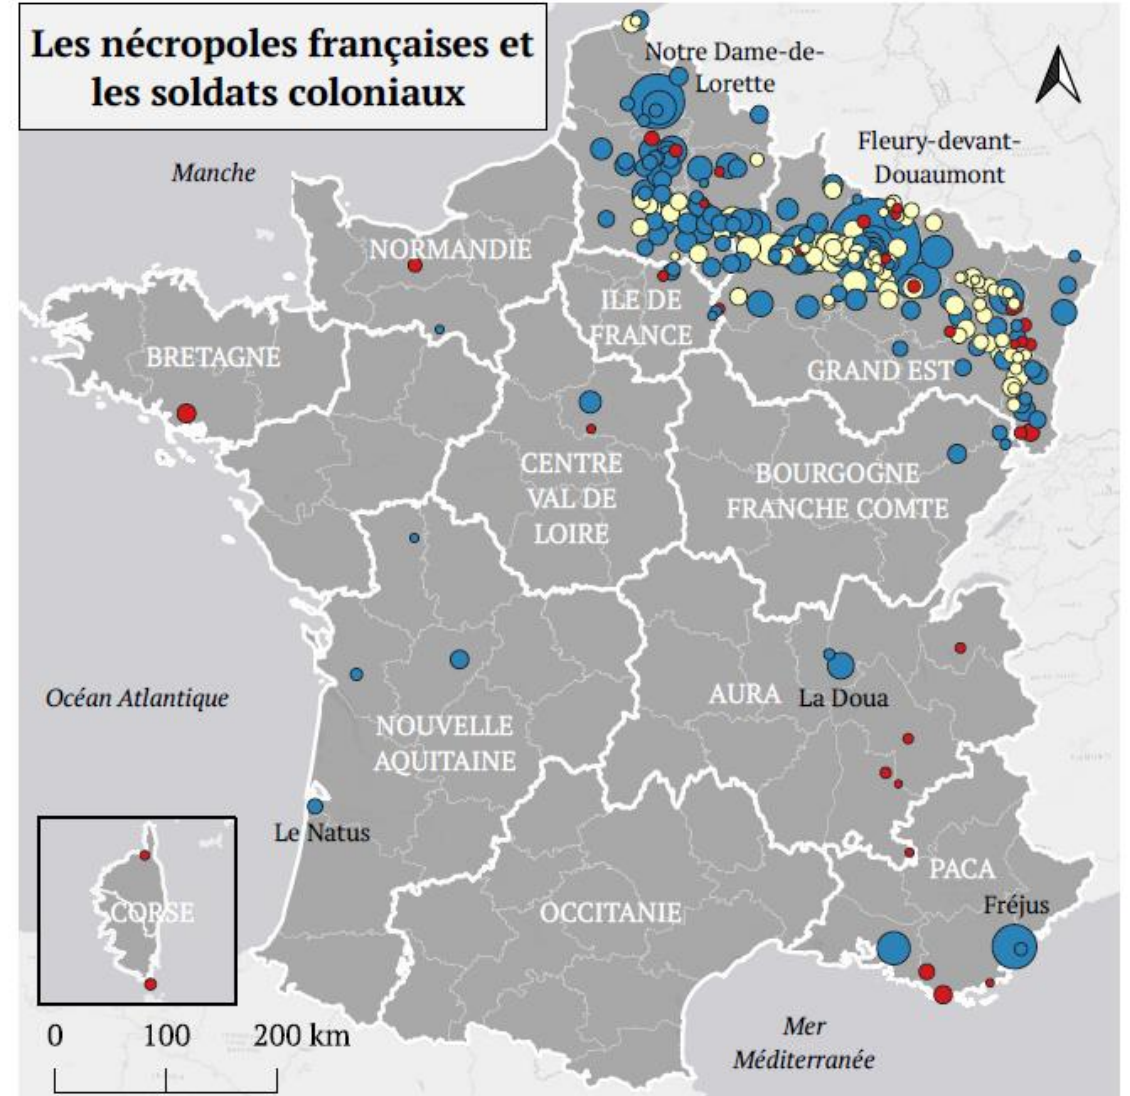 Les nécropoles françaises et
les soldats coloniaux
Notre Dame-de-
Lorette
Fleury-devant-
Douaumont
Manche
NORMANDIE
ILE DE
FRANCE
BRETAGNE
GRAND EST
CENTRE
VAL DE
LOIRE
BOURGOGNE
FRANCHE COMTE
Océan Atlantique
AURA
La Doua
NOUVELLE
AQUITAINE
Le Natus
PACA
Fréjus
CORSE
OCCITANIE
0 100 200 km
Mer
Méditerranée